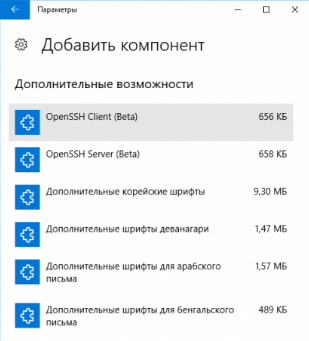 Параметры
Добавить компонент
Дополнительные возможности
OpenSSH Client (Beta) 656 КБ
OpenSSH Server (Beta) 658 КБ
Дополнительные корейские шрифты 9,30 МБ
Дополнительные шрифты деванагари 1,47 МБ
Дополнительные шрифты для арабского 1,57 МБ
письма
Дополнительные шрифты для бенгальского 489 КБ
письма